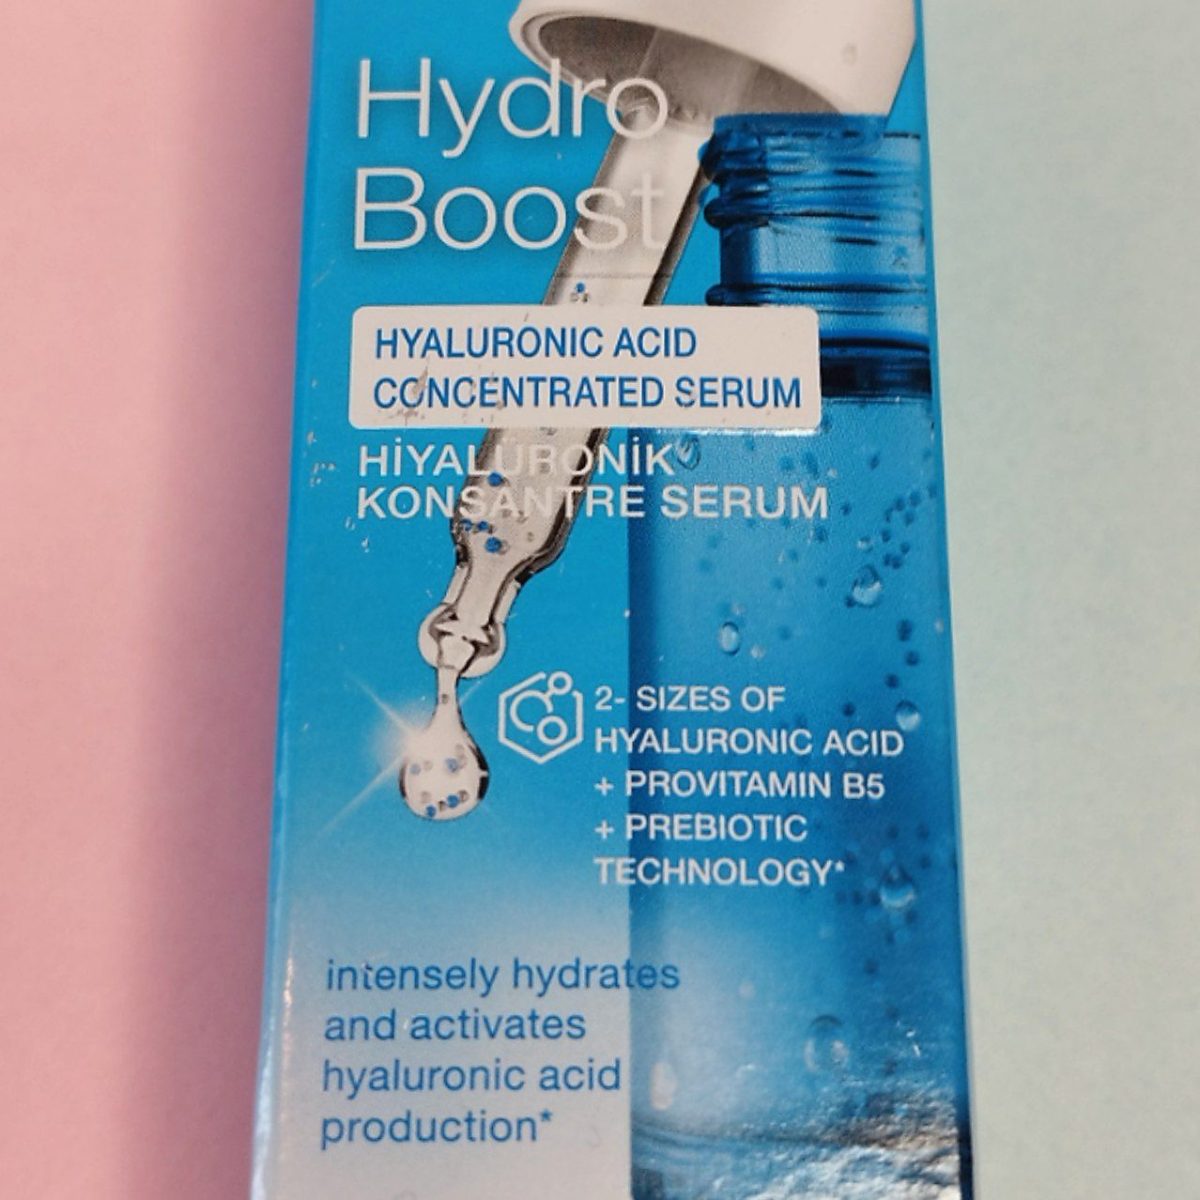 Hydro
Boost
HYALURONIC ACID
CONCENTRATED SERUM
HİYALURONİK
KONSANTRE SERUM
2- SIZES OF
HYALURONIC ACID
+ PROVITAMIN B5
+ PREBIOTIC
TECHNOLOGY*
intensely hydrates
and activates
hyaluronic acid
production*